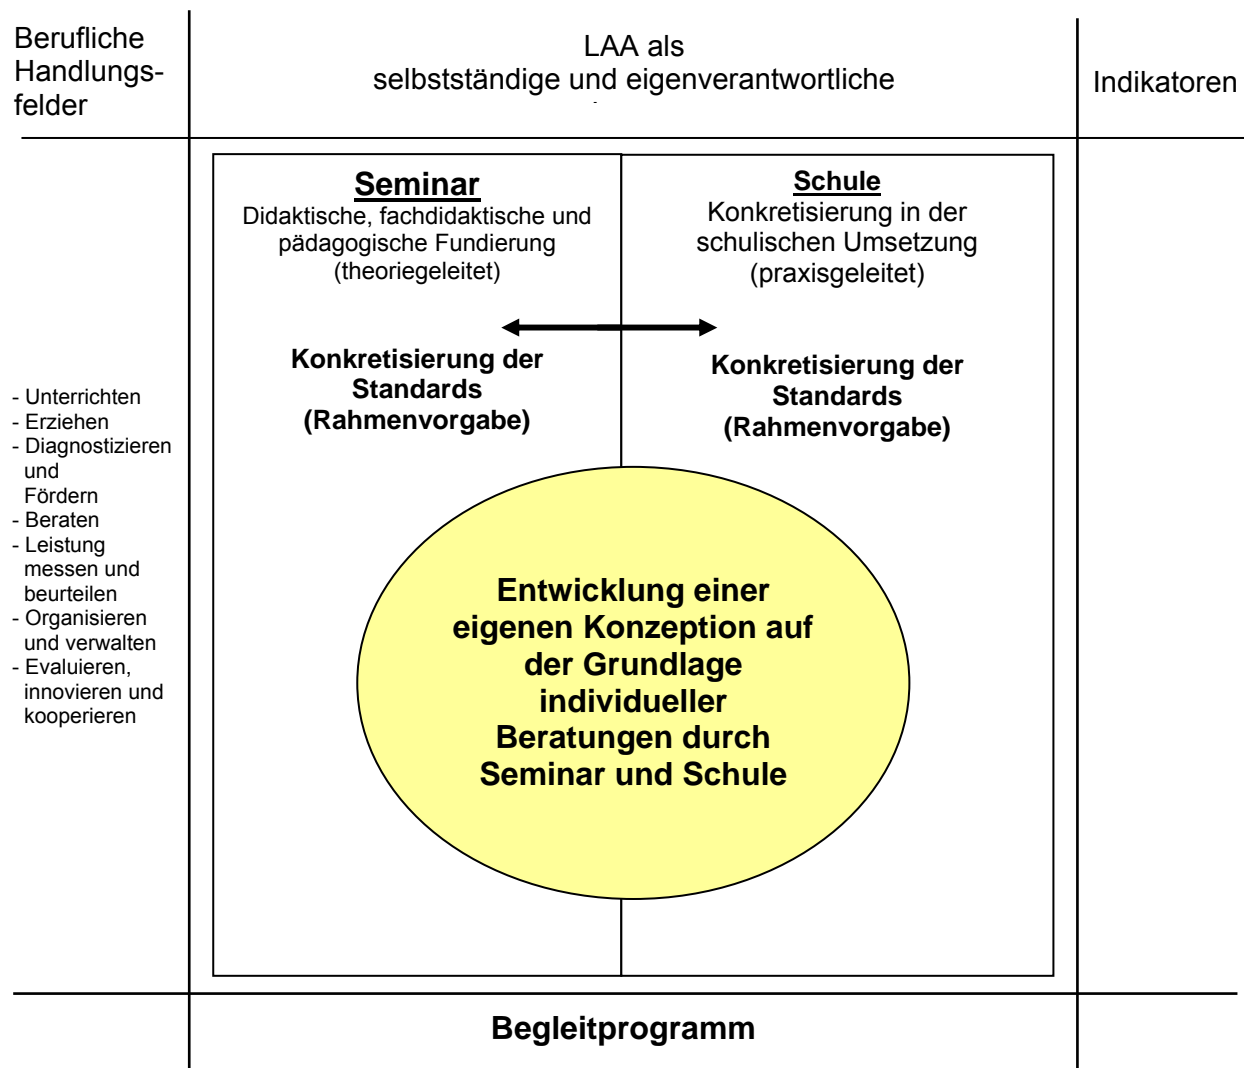 Berufliche
Handlungs-
felder
LAA als
selbstständige und eigenverantwortliche
Indikatoren
Seminar
Didaktische, fachdidaktische und
pädagogische Fundierung
(theoriegeleitet)
Schule
Konkretisierung in der
schulischen Umsetzung
(praxisgeleitet)
Konkretisierung der
Standards
(Rahmenvorgabe)
Konkretisierung der
Standards
(Rahmenvorgabe)
- Unterrichten
- Erziehen
- Diagnostizieren
und
Fördern
- Beraten
- Leistung
messen und
beurteilen
- Organisieren
und verwalten
- Evaluieren,
innovieren und
kooperieren
Entwicklung einer
eigenen Konzeption auf
der Grundlage
individueller
Beratungen durch
Seminar und Schule
Begleitprogramm